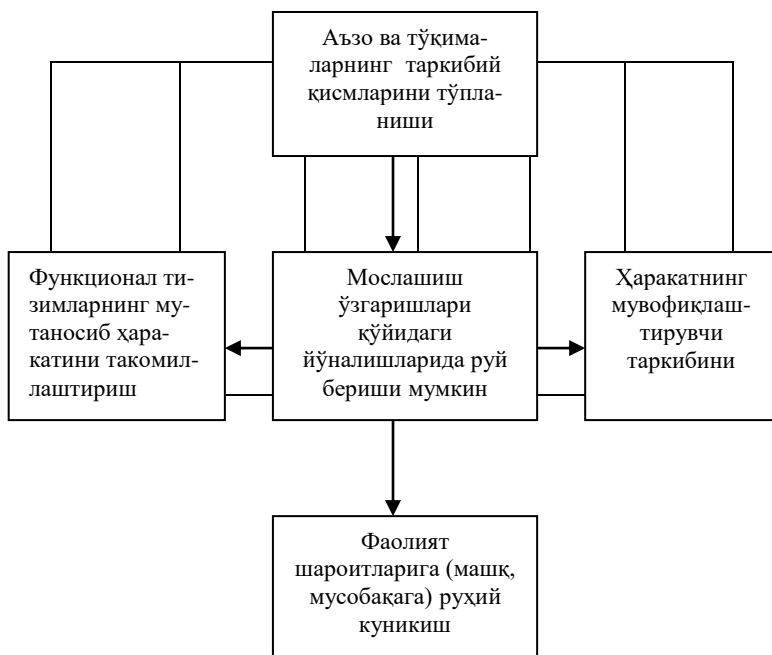 Аъзо ва тўқима-
ларнинг таркибий
қисмларини тўпла-
ниши
Функционал ти-
зимларнинг му-
таносиб ҳара-
катини такомил-
лаштириш
Мослашиш
ўзгаришлари
қўйидаги
йўналишларида руй
бериши мумкин
Ҳаракатнинг
мувофиқлаш-
тирувчи
таркибини
Фаолият
шароитларига (машқ,
мусобақага) руҳий
куникиш